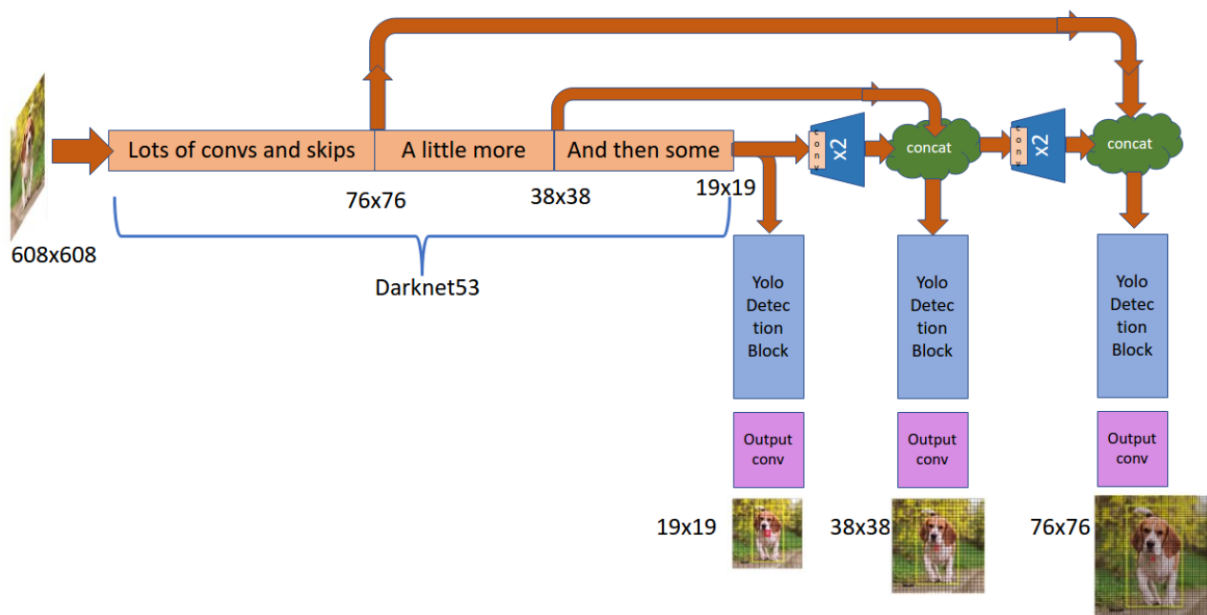 Lots of convs and skips
A little more
And then some
conv
x2
concat
conv
x2
concat
76x76
38x38
19x19
608x608
Darknet53
Yolo
Detec
tion
Block
Yolo
Detec
tion
Block
Yolo
Detec
tion
Block
Output
conv
Output
conv
Output
conv
19x19
38x38
76x76